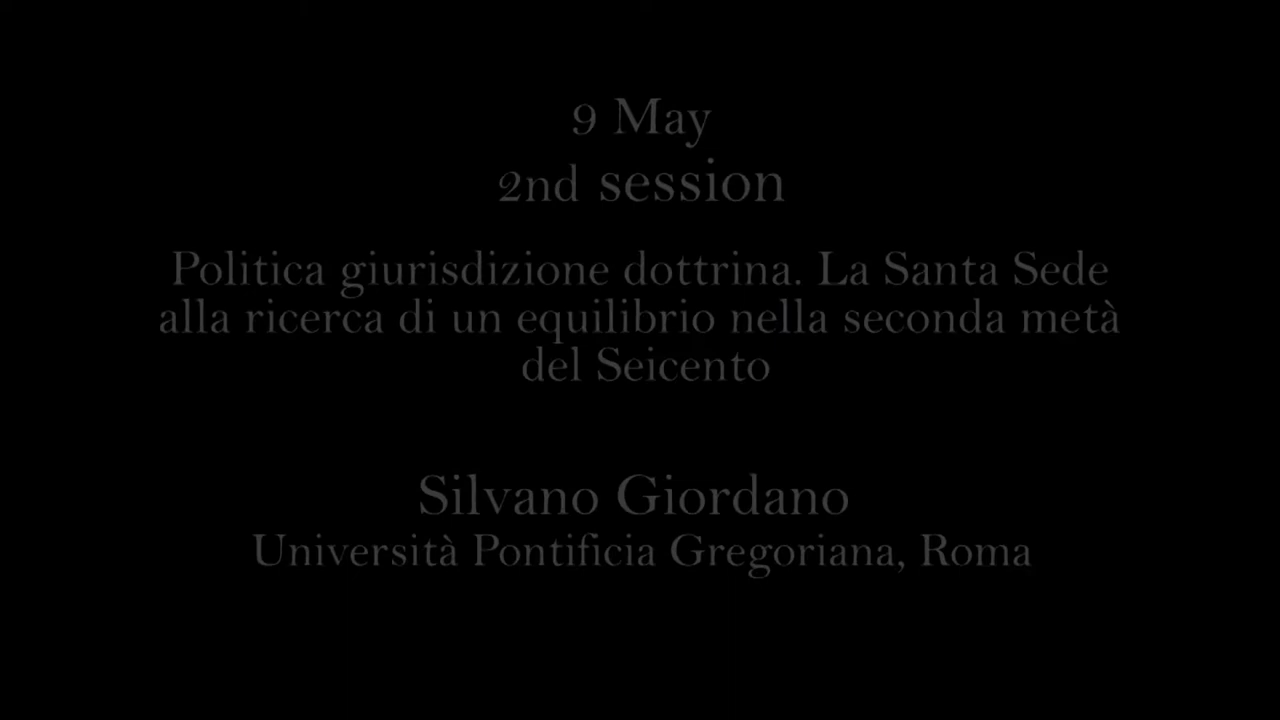 9 May
2nd session
Politica giurisdizione dottrina. La Santa Sede
alla ricerca di un equilibrio nella seconda metà
del Seicento
Silvano Giordano
Università Pontificia Gregoriana, Roma